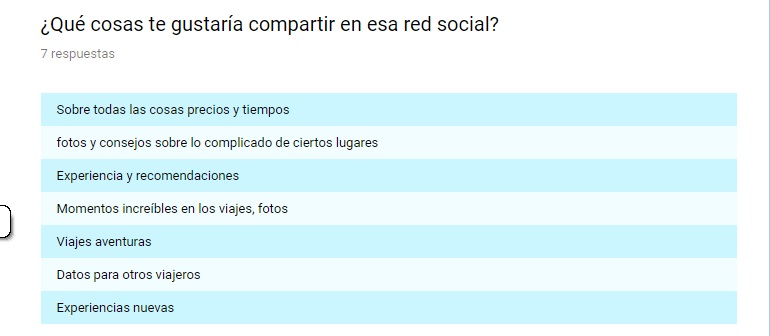 ¿Qué cosas te gustaría compartir en esa red social?
7 respuestas
Sobre todas las cosas precios y tiempos
fotos y consejos sobre lo complicado de ciertos lugares
Experiencia y recomendaciones
Momentos increíbles en los viajes, fotos
Viajes aventuras
Datos para otros viajeros
Experiencias nuevas